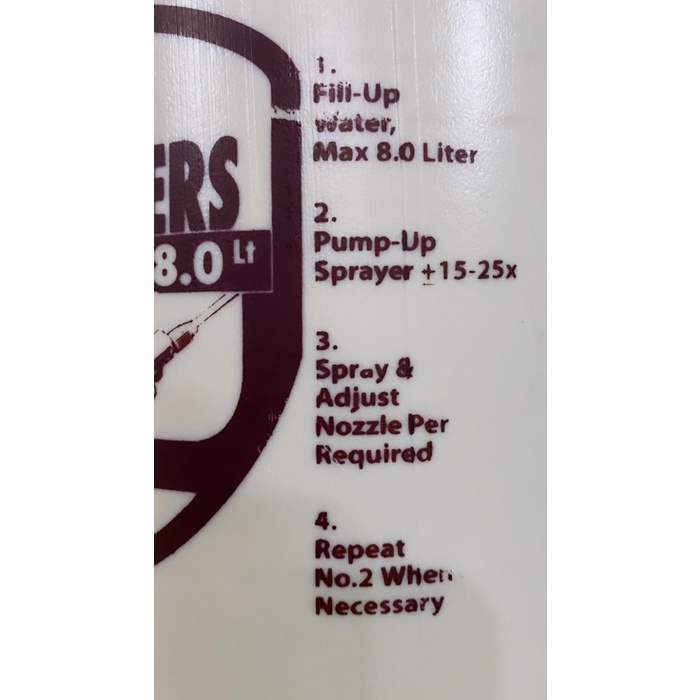 ERS
8.0 Lt
1.
Fill-Up
Water,
Max 8.0 Liter
2.
Pump-Up
Sprayer ±15-25x
3.
Spray &
Adjust
Nozzle Per
Required
4.
Repeat
No.2 When
Necessary